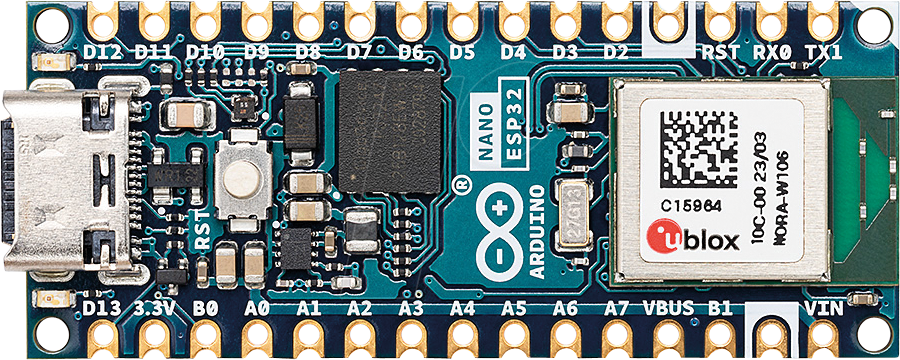 D12 D11 D10 D9 D8 D7 D6 D5 D4 D3 D2 RST RX0 TX1
NANO
ESP32
®
ARDUINO
RST
27G13
C15964
ublox
10C-00 23/03
NORA-W106
D13 3.3V B0 A0 A1 A2 A3 A4 A5 A6 A7 VBUS B1 VIN